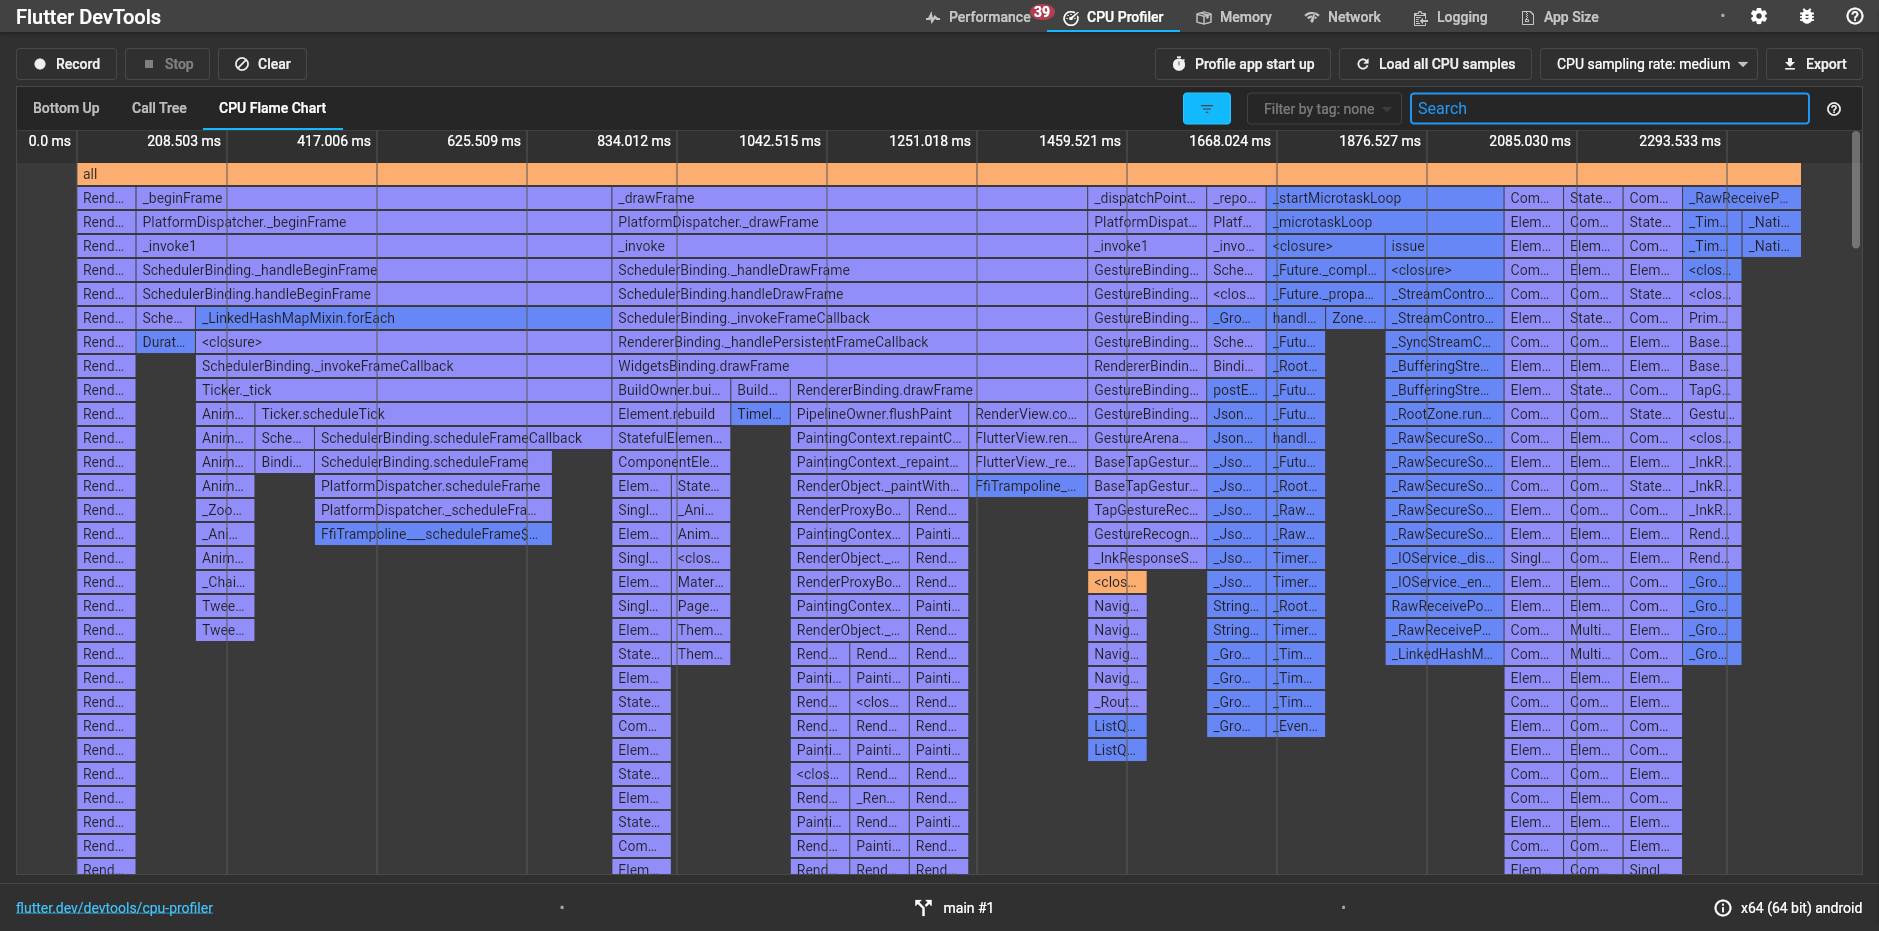 Flutter DevTools Performance 39 CPU Profiler Memory Network Logging App Size
Record Stop Clear Profile app start up Load all CPU samples CPU sampling rate: medium Export
Bottom Up Call Tree CPU Flame Chart Filter by tag: none Search
0.0 ms 208.503 ms 417.006 ms 625.509 ms 834.012 ms 1042.515 ms 1251.018 ms 1459.521 ms 1668.024 ms 1876.527 ms 2085.030 ms 2293.533 ms
all
Rend... _beginFrame _drawFrame _dispatchPoint... _repo... _startMicrotaskLoop Com... State... Com... _RawReceiveP...
Rend... PlatformDispatcher._beginFrame PlatformDispatcher._drawFrame PlatformDispat... Platf... _microtaskLoop Elem... Com... State... _Tim... _Nati...
Rend... _invoke1 _invoke _invoke1 _invo... <closure> issue Elem... Elem... Com... _Tim... _Nati...
Rend... SchedulerBinding._handleBeginFrame SchedulerBinding._handleDrawFrame GestureBinding... Sche... _Future._compl... <closure> Com... Elem... Elem... <clos...
Rend... SchedulerBinding.handleBeginFrame SchedulerBinding.handleDrawFrame GestureBinding... <clos... _Future._propa... _StreamContro... Com... Com... State... <clos...
Rend... Sche... _LinkedHashMapMixin.forEach SchedulerBinding._invokeFrameCallback GestureBinding... _Gro... handl... Zone.... _StreamContro... Elem... Com... State... Prim...
Rend... Durat... <closure> RendererBinding._handlePersistentFrameCallback GestureBinding... Sche... _Futu... _SyncStreamC... Elem... Com... Elem... Base...
Rend... SchedulerBinding._invokeFrameCallback WidgetsBinding.drawFrame RendererBindin... Bindi... _Root... _BufferingStre... Com... Elem... Com... Base...
Rend... Ticker._tick BuildOwner.bui... Build... RendererBinding.drawFrame GestureBinding... postE... _Futu... _BufferingStre... Elem... State... Com... TapG...
Rend... Anim... Ticker.scheduleTick Element.rebuild Timel... PipelineOwner.flushPaint RenderView.co... GestureBinding... Json... _Futu... _RootZone.run... Com... Com... State... Gestu...
Rend... Anim... Sche... SchedulerBinding.scheduleFrameCallback StatefulElemen... PaintingContext.repaintC... FlutterView.ren... GestureArena... Json... handl... _RawSecureSo... Com... Elem... Com... <clos...
Rend... Anim... Bindi... SchedulerBinding.scheduleFrame ComponentEle... PaintingContext._repaint... FlutterView._re... BaseTapGestur... _Jso... _Futu... _RawSecureSo... Elem... Com... Elem... _InkR...
Rend... Anim... PlatformDispatcher.scheduleFrame Elem... State... RenderObject._paintWith... FfiTrampoline_... BaseTapGestur... _Jso... _Root... _RawSecureSo... Com... Elem... State... _InkR...
Rend... _Zoo... PlatformDispatcher._scheduleFra... Singl... _Ani... RenderProxyBo... Rend... TapGestureRec... _Jso... _Raw... _RawSecureSo... Com... Com... Elem... _InkR...
Rend... _Ani... FfiTrampoline___scheduleFrame$... Elem... Anim... PaintingContex... Painti... GestureRecogn... _Jso... _Raw... _RawSecureSo... Elem... Elem... Com... Rend...
Rend... Anim... Singl... <clos... RenderObject._... Rend... _InkResponseS... _Jso... Timer... _IOService._dis... Singl... Com... Elem... Rend...
Rend... _Chai... Elem... Mater... RenderProxyBo... Rend... <clos... _Jso... Timer... _IOService._en... Elem... Elem... Com... _Gro...
Rend... Twee... Singl... Page... PaintingContex... Painti... Navig... String... _Root... RawReceivePo... Elem... Elem... Com... _Gro...
Rend... Twee... Elem... Them... RenderObject._... Rend... Navig... String... Timer... _RawReceiveP... Com... Multi... Elem... _Gro...
Rend... State... Them... Rend... Rend... Rend... Navig... _Gro... _Tim... _LinkedHashM... Com... Multi... Com... _Gro...
Rend... Elem... Painti... Painti... Painti... Navig... _Gro... _Tim... Elem... Com... Elem...
Rend... State... Rend... <clos... Rend... _Rout... _Gro... _Tim... Com... Elem... Com...
Rend... Com... Rend... Rend... Rend... ListQ... _Gro... _Even... Elem... Com... Com...
Rend... Elem... Painti... Painti... Painti... ListQ... Elem... Elem... Com...
Rend... State... <clos... Rend... Rend... Com... Com... Elem...
Rend... Elem... Rend... _Ren... Rend... Com... Elem... Com...
Rend... State... Painti... Rend... Painti... Elem... Elem... Com...
Rend... Com... Rend... Painti... Rend... Com... Com... Elem...
Rend... Elem... Rend... Rend... Rend... Elem... Com... Singl...
flutter.dev/devtools/cpu-profiler main #1 x64 (64 bit) android